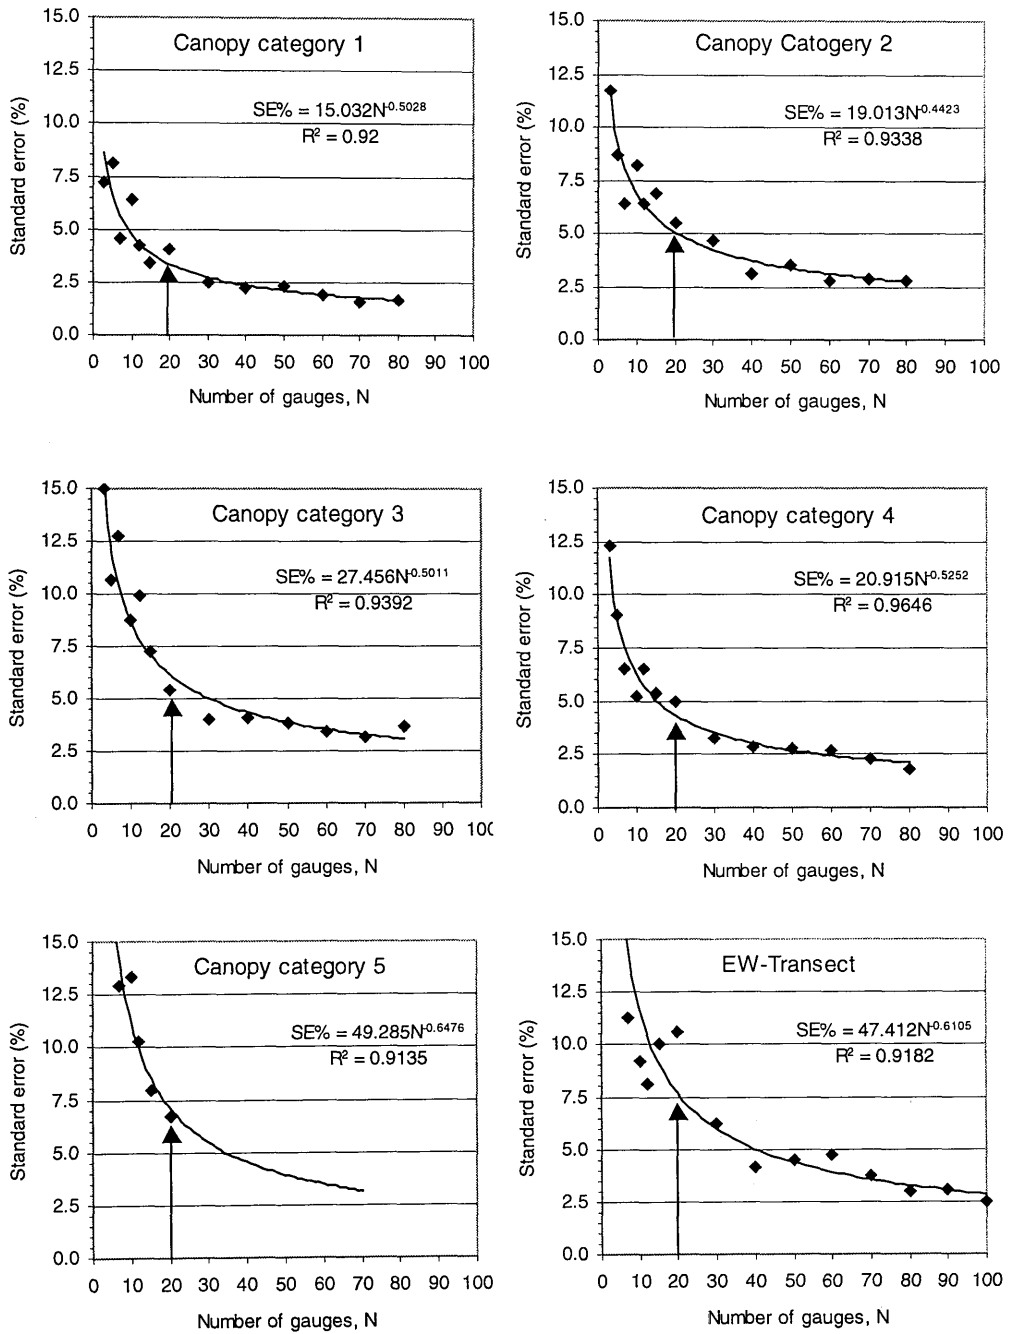 Canopy category 1
SE% = 15.032N-0.5028
R² = 0.92
Standard error (%)
15.0
12.5
10.0
7.5
5.0
2.5
0.0
0 10 20 30 40 50 60 70 80 90 100
Number of gauges, N
Canopy Catogery 2
SE% = 19.013N-0.4423
R² = 0.9338
Standard error (%)
15.0
12.5
10.0
7.5
5.0
2.5
0.0
0 10 20 30 40 50 60 70 80 90 100
Number of gauges, N
Canopy category 3
SE% = 27.456N-0.5011
R² = 0.9392
Standard error (%)
15.0
12.5
10.0
7.5
5.0
2.5
0.0
0 10 20 30 40 50 60 70 80 90 10(
Number of gauges, N
Canopy category 4
SE% = 20.915N-0.5252
R² = 0.9646
Standard error (%)
15.0
12.5
10.0
7.5
5.0
2.5
0.0
0 10 20 30 40 50 60 70 80 90 100
Number of gauges, N
Canopy category 5
SE% = 49.285N-0.6476
R² = 0.9135
Standard error (%)
15.0
12.5
10.0
7.5
5.0
2.5
0.0
0 10 20 30 40 50 60 70 80 90 100
Number of gauges, N
EW-Transect
SE% = 47.412N-0.6105
R² = 0.9182
Standard error (%)
15.0
12.5
10.0
7.5
5.0
2.5
0.0
0 10 20 30 40 50 60 70 80 90 100
Number of gauges, N